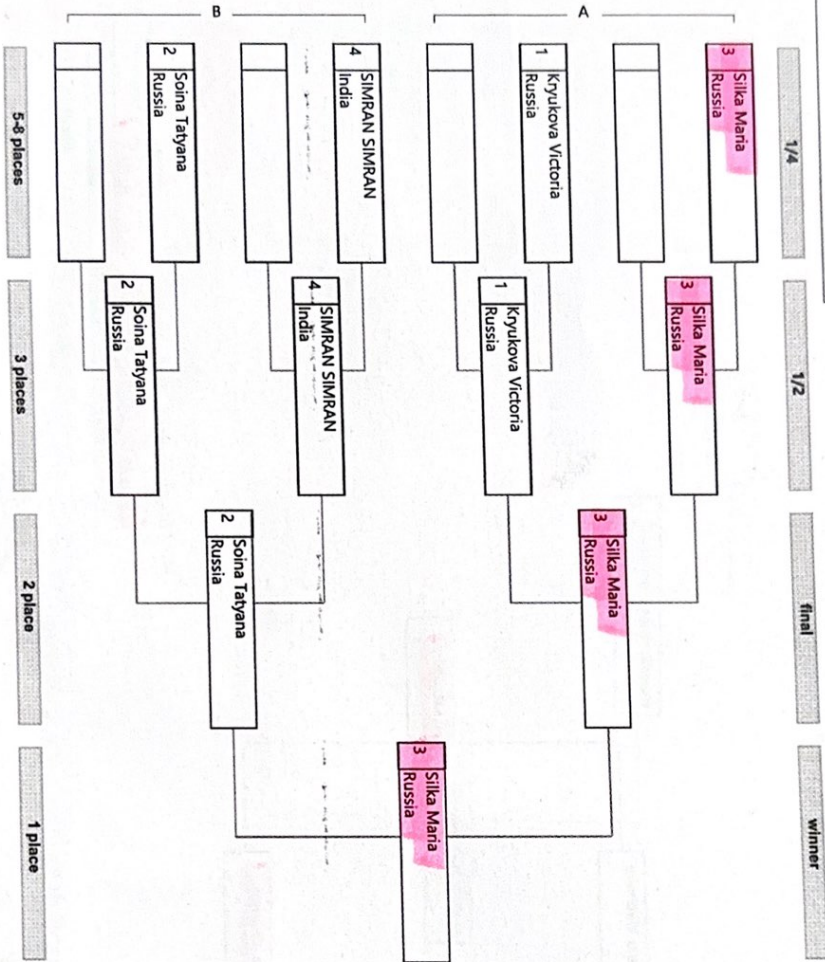 1/4
1/2
final
winner
A
3
Silka Maria
Russia
1
Kryukova Victoria
Russia
B
4
SIMRAN SIMRAN
India
2
Soina Tatyana
Russia
3
Silka Maria
Russia
1
Kryukova Victoria
Russia
4
SIMRAN SIMRAN
India
2
Soina Tatyana
Russia
3
Silka Maria
Russia
2
Soina Tatyana
Russia
3
Silka Maria
Russia
5-8 places
3 places
2 place
1 place